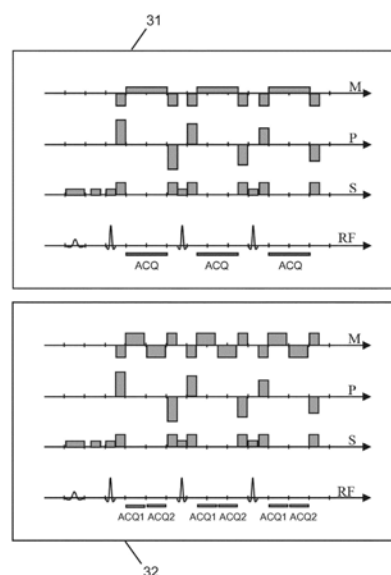 31
M
P
S
RF
ACQ ACQ ACQ
M
P
S
RF
ACQ1 ACQ2 ACQ1 ACQ2 ACQ1 ACQ2
32